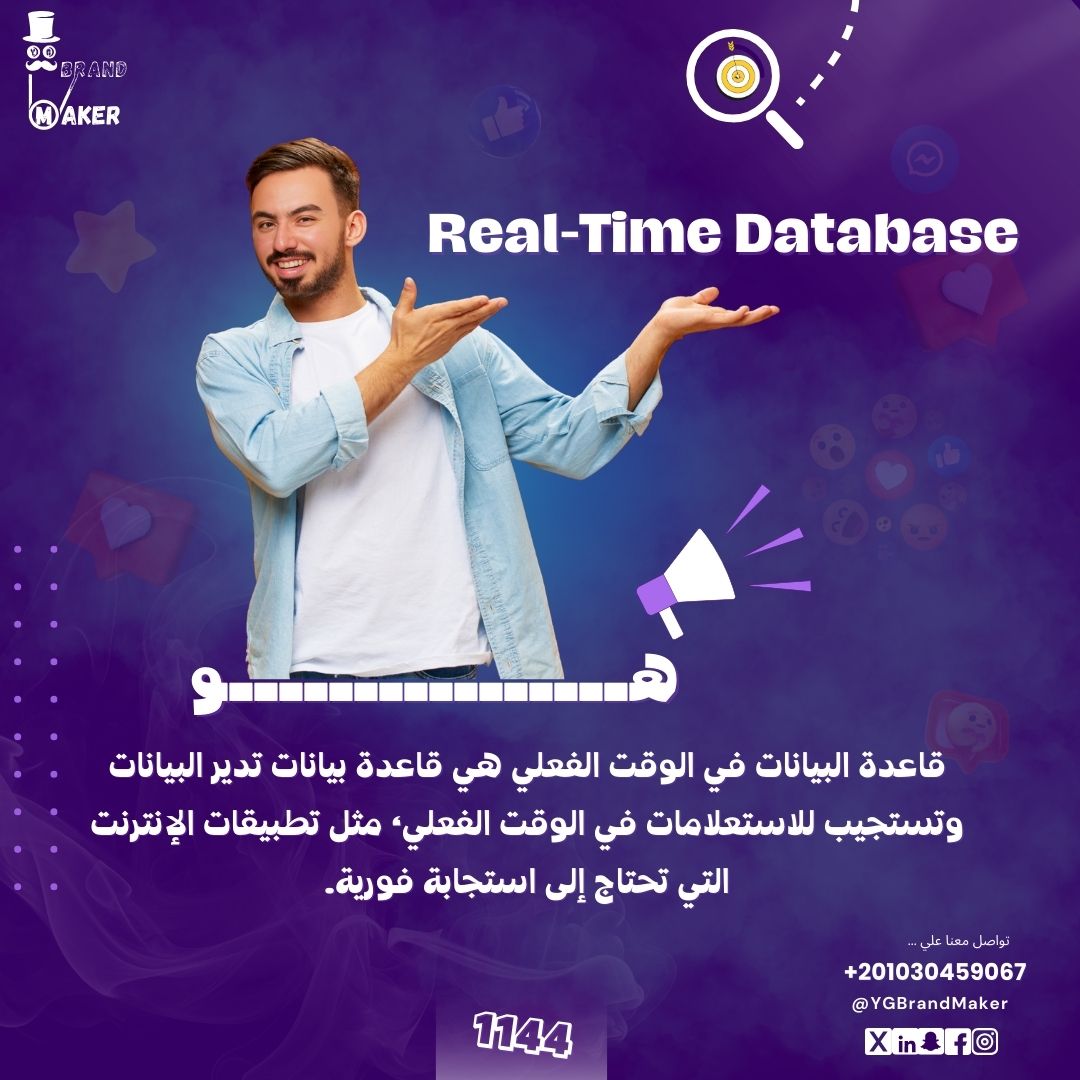 BRAND
MAKER
Real-Time Database
هـــــــــــــــــو
قاعدة البيانات في الوقت الفعلي هي قاعدة بيانات تدير البيانات
وتستجيب للاستعلامات في الوقت الفعلي، مثل تطبيقات الإنترنت
التي تحتاج إلى استجابة فورية.
تواصل معنا علي ...
+201030459067
@YGBrandMaker
1144